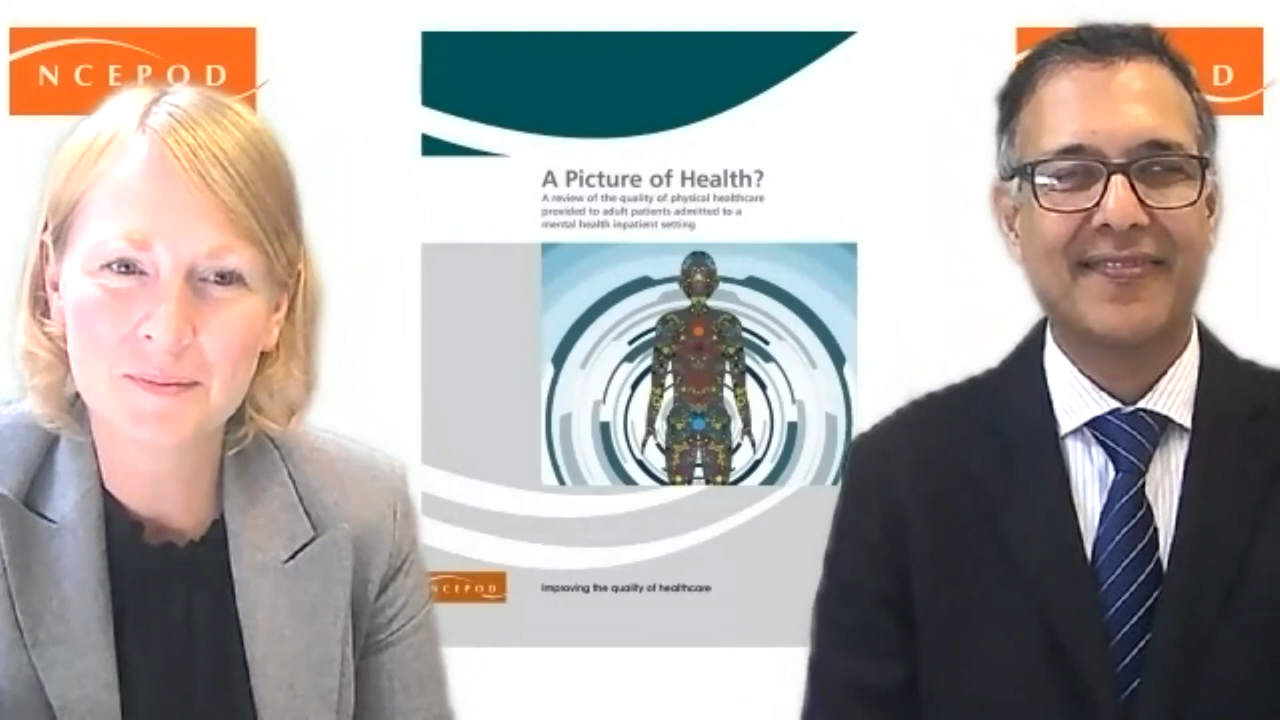 NCEPOD
D
A Picture of Health?
A review of the quality of physical healthcare
provided to adult patients admitted to a
mental health inpatient setting
NCEPOD
Improving the quality of healthcare